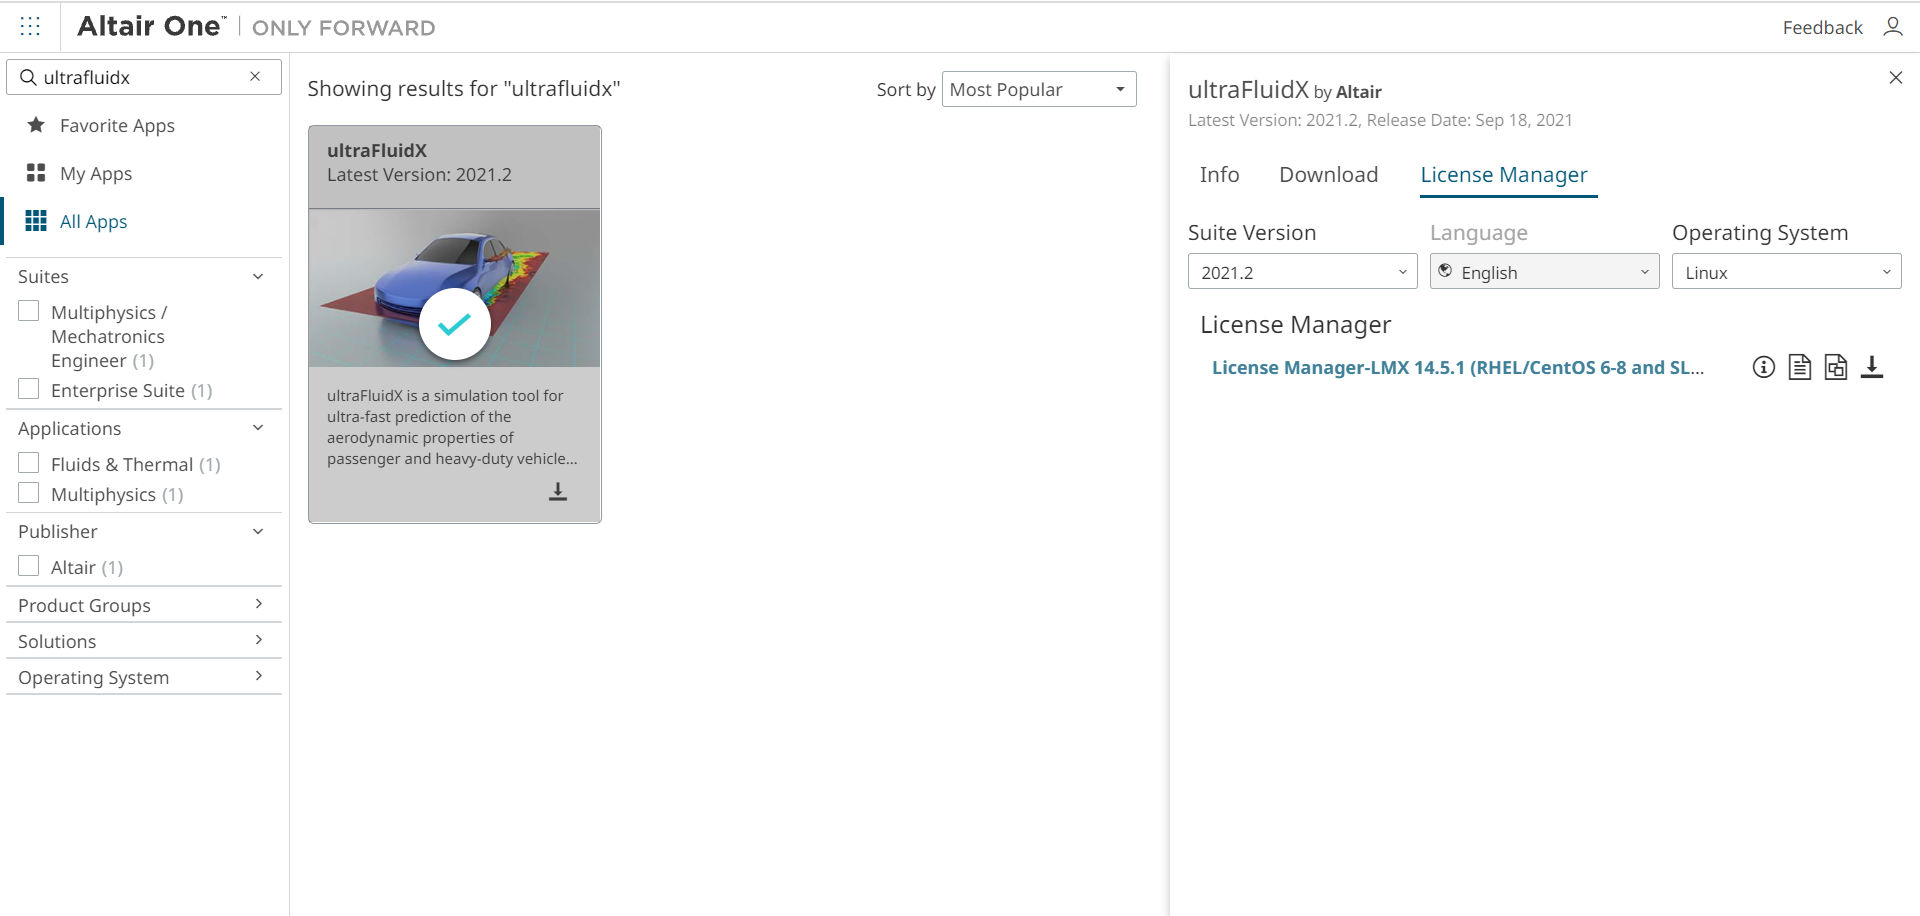 Altair One™ | ONLY FORWARD
Feedback
ultrafluidx
Favorite Apps
My Apps
All Apps
Suites
Multiphysics /
Mechatronics
Engineer (1)
Enterprise Suite (1)
Applications
Fluids & Thermal (1)
Multiphysics (1)
Publisher
Altair (1)
Product Groups
Solutions
Operating System
Showing results for "ultrafluidx"
Sort by Most Popular
ultraFluidX
Latest Version: 2021.2
ultraFluidX is a simulation tool for
ultra-fast prediction of the
aerodynamic properties of
passenger and heavy-duty vehicle...
ultraFluidX by Altair
Latest Version: 2021.2, Release Date: Sep 18, 2021
Info Download License Manager
Suite Version Language Operating System
2021.2 English Linux
License Manager
License Manager-LMX 14.5.1 (RHEL/CentOS 6-8 and SL...